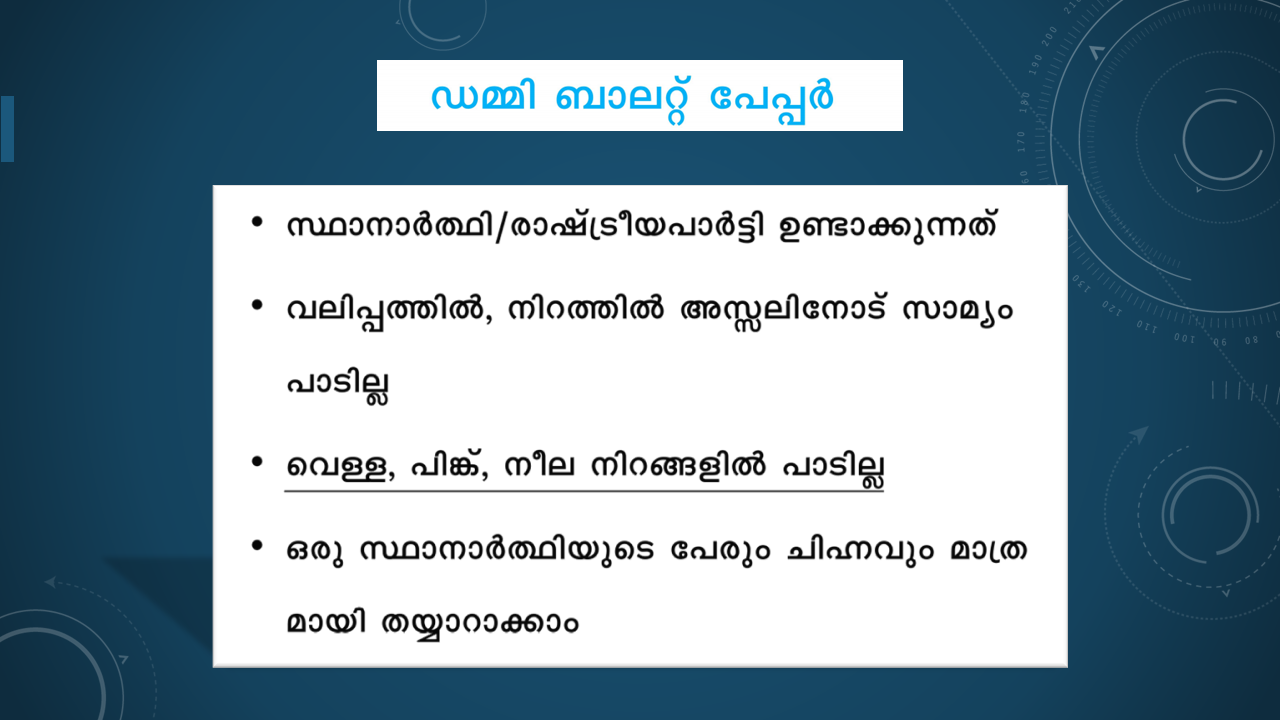 ഡമ്മി ബാലറ്റ് പേപ്പർ
• സ്ഥാനാർത്ഥി/രാഷ്ട്രീയപാർട്ടി ഉണ്ടാക്കുന്നത്
• വലിപ്പത്തിൽ, നിറത്തിൽ അസ്സലിനോട് സാമ്യം
പാടില്ല
• വെള്ള, പിങ്ക്, നീല നിറങ്ങളിൽ പാടില്ല
• ഒരു സ്ഥാനാർത്ഥിയുടെ പേരും ചിഹ്നവും മാത്ര
മായി തയ്യാറാക്കാം